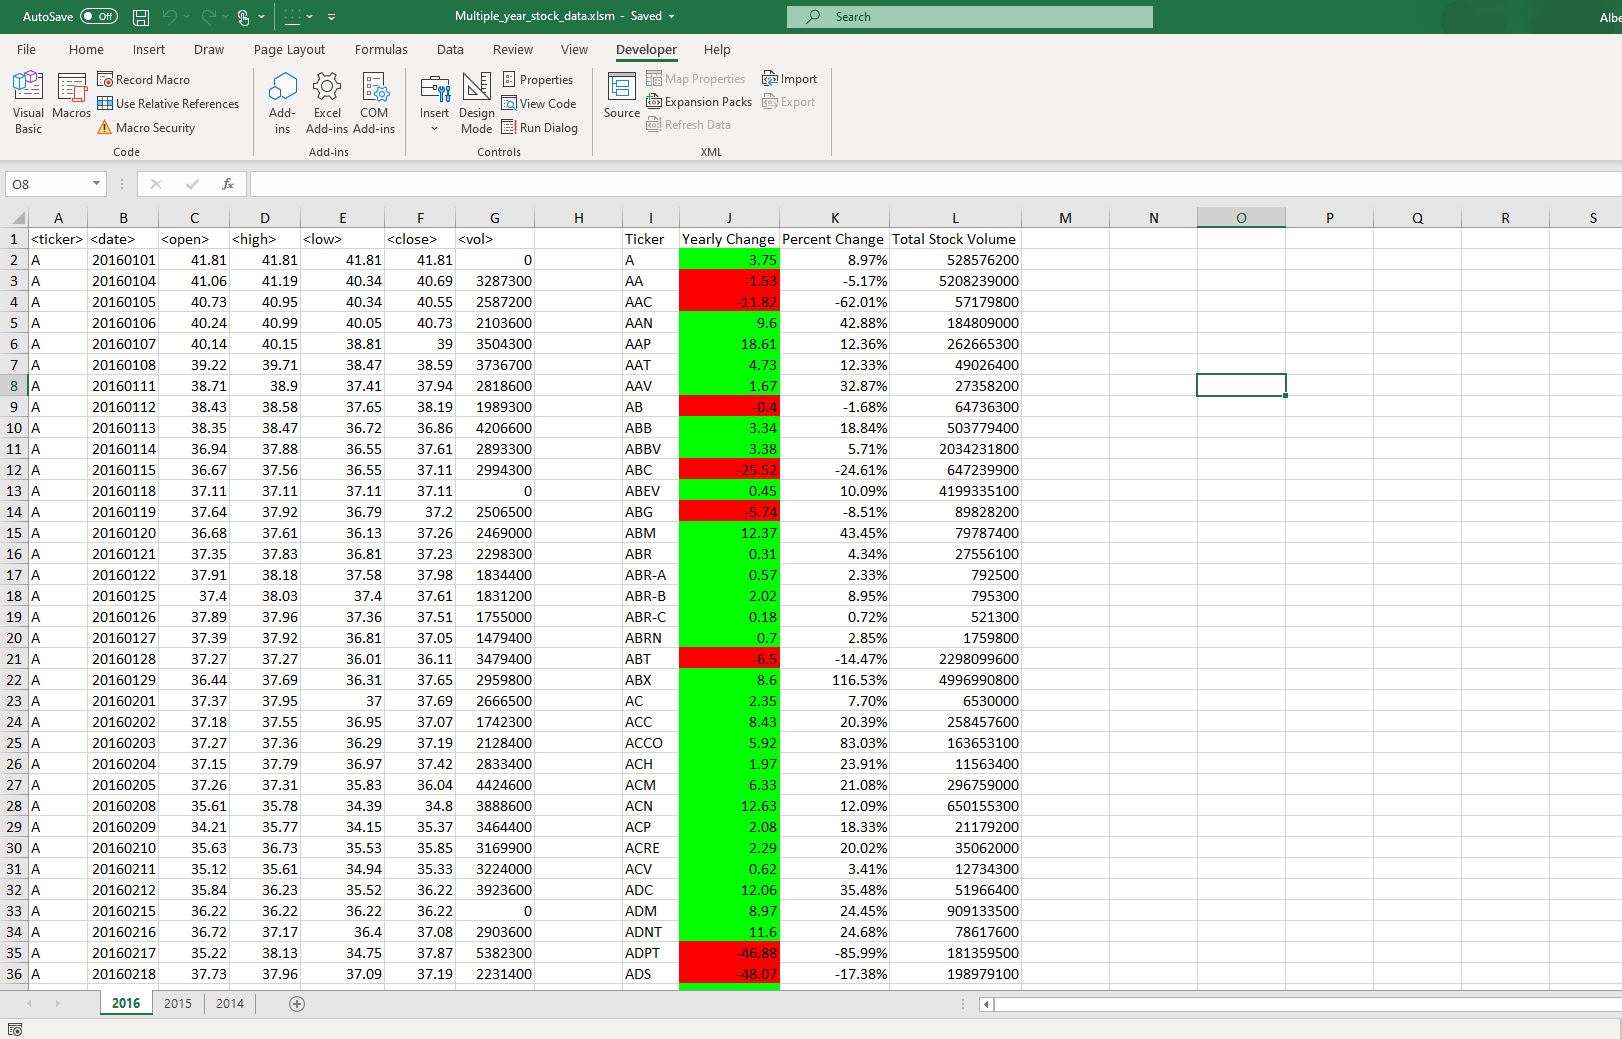 AutoSave Off Multiple_year_stock_data.xlsm - Saved Search Albe
File Home Insert Draw Page Layout Formulas Data Review View Developer Help
Visual Basic Macros Record Macro Use Relative References Macro Security Code
Add-ins Excel Add-ins COM Add-ins Add-ins
Insert Design Mode Properties View Code Run Dialog Controls
Source Map Properties Expansion Packs Refresh Data Import Export XML
O8 fx
A B C D E F G H I J K L M N O P Q R S
1 <ticker> <date> <open> <high> <low> <close> <vol> Ticker Yearly Change Percent Change Total Stock Volume
2 A 20160101 41.81 41.81 41.81 41.81 0 A 3.75 8.97% 528576200
3 A 20160104 41.06 41.19 40.34 40.69 3287300 AA -1.53 -5.17% 5208239000
4 A 20160105 40.73 40.95 40.34 40.55 2587200 AAC -11.82 -62.01% 57179800
5 A 20160106 40.24 40.99 40.05 40.73 2103600 AAN 9.6 42.88% 184809000
6 A 20160107 40.14 40.15 38.81 39 3504300 AAP 18.61 12.36% 262665300
7 A 20160108 39.22 39.71 38.47 38.59 3736700 AAT 4.73 12.33% 49026400
8 A 20160111 38.71 38.9 37.41 37.94 2818600 AAV 1.67 32.87% 27358200
9 A 20160112 38.43 38.58 37.65 38.19 1989300 AB -0.4 -1.68% 64736300
10 A 20160113 38.35 38.47 36.72 36.86 4206600 ABB 3.34 18.84% 503779400
11 A 20160114 36.94 37.88 36.55 37.61 2893300 ABBV 3.38 5.71% 2034231800
12 A 20160115 36.67 37.56 36.55 37.11 2994300 ABC -25.52 -24.61% 647239900
13 A 20160118 37.11 37.11 37.11 37.11 0 ABEV 0.45 10.09% 4199335100
14 A 20160119 37.64 37.92 36.79 37.2 2506500 ABG -5.74 -8.51% 89828200
15 A 20160120 36.68 37.61 36.13 37.26 2469000 ABM 12.37 43.45% 79787400
16 A 20160121 37.35 37.83 36.81 37.23 2298300 ABR 0.31 4.34% 27556100
17 A 20160122 37.91 38.18 37.58 37.98 1834400 ABR-A 0.57 2.33% 792500
18 A 20160125 37.4 38.03 37.4 37.61 1831200 ABR-B 2.02 8.95% 795300
19 A 20160126 37.89 37.96 37.36 37.51 1755000 ABR-C 0.18 0.72% 521300
20 A 20160127 37.39 37.92 36.81 37.05 1479400 ABRN 0.7 2.85% 1759800
21 A 20160128 37.27 37.27 36.01 36.11 3479400 ABT -6.5 -14.47% 2298099600
22 A 20160129 36.44 37.69 36.31 37.65 2959800 ABX 8.6 116.53% 4996990800
23 A 20160201 37.37 37.95 37 37.69 2666500 AC 2.35 7.70% 6530000
24 A 20160202 37.18 37.55 36.95 37.07 1742300 ACC 8.43 20.39% 258457600
25 A 20160203 37.27 37.36 36.29 37.19 2128400 ACCO 5.92 83.03% 163653100
26 A 20160204 37.15 37.79 36.97 37.42 2833400 ACH 1.97 23.91% 11563400
27 A 20160205 37.26 37.31 35.83 36.04 4424600 ACM 6.33 21.08% 296759000
28 A 20160208 35.61 35.78 34.39 34.8 3888600 ACN 12.63 12.09% 650155300
29 A 20160209 34.21 35.77 34.15 35.37 3464400 ACP 2.08 18.33% 21179200
30 A 20160210 35.63 36.73 35.53 35.85 3169900 ACRE 2.29 20.02% 35062000
31 A 20160211 35.12 35.61 34.94 35.33 3224000 ACV 0.62 3.41% 12734300
32 A 20160212 35.84 36.23 35.52 36.22 3923600 ADC 12.06 35.48% 51966400
33 A 20160215 36.22 36.22 36.22 36.22 0 ADM 8.97 24.45% 909133500
34 A 20160216 36.72 37.17 36.4 37.08 2903600 ADNT 11.6 24.68% 78617600
35 A 20160217 35.22 38.13 34.75 37.87 5382300 ADPT -46.88 -85.99% 181359500
36 A 20160218 37.73 37.96 37.09 37.19 2231400 ADS -48.07 -17.38% 198979100
2016 2015 2014